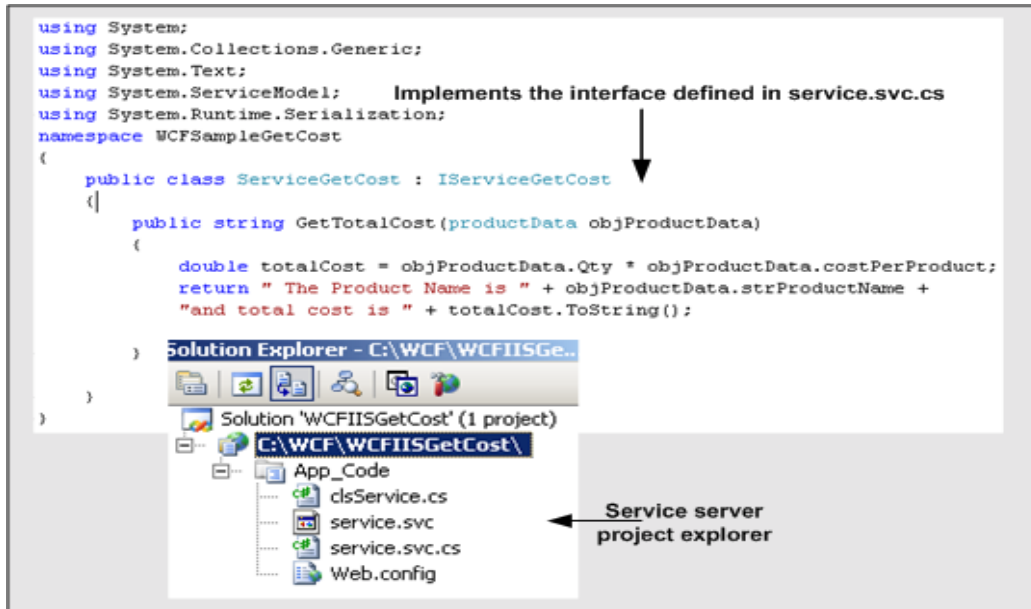 using System;
using System.Collections.Generic;
using System.Text;
using System.ServiceModel;
Implements the interface defined in service.svc.cs
using System.Runtime.Serialization;
namespace WCFSampleGetCost
{
public class ServiceGetCost : IServiceGetCost
{
public string GetTotalCost(productData objProductData)
{
double totalCost = objProductData.Qty * objProductData.costPerProduct;
return " The Product Name is " + objProductData.strProductName +
"and total cost is " + totalCost.ToString();
}
}
}
Solution Explorer - C:\WCF\WCFIISGe..
Solution 'WCFIISGetCost' (1 project)
C:\WCF\WCFIISGetCost\
App_Code
clsService.cs
service.svc
service.svc.cs
Web.config
Service server
project explorer